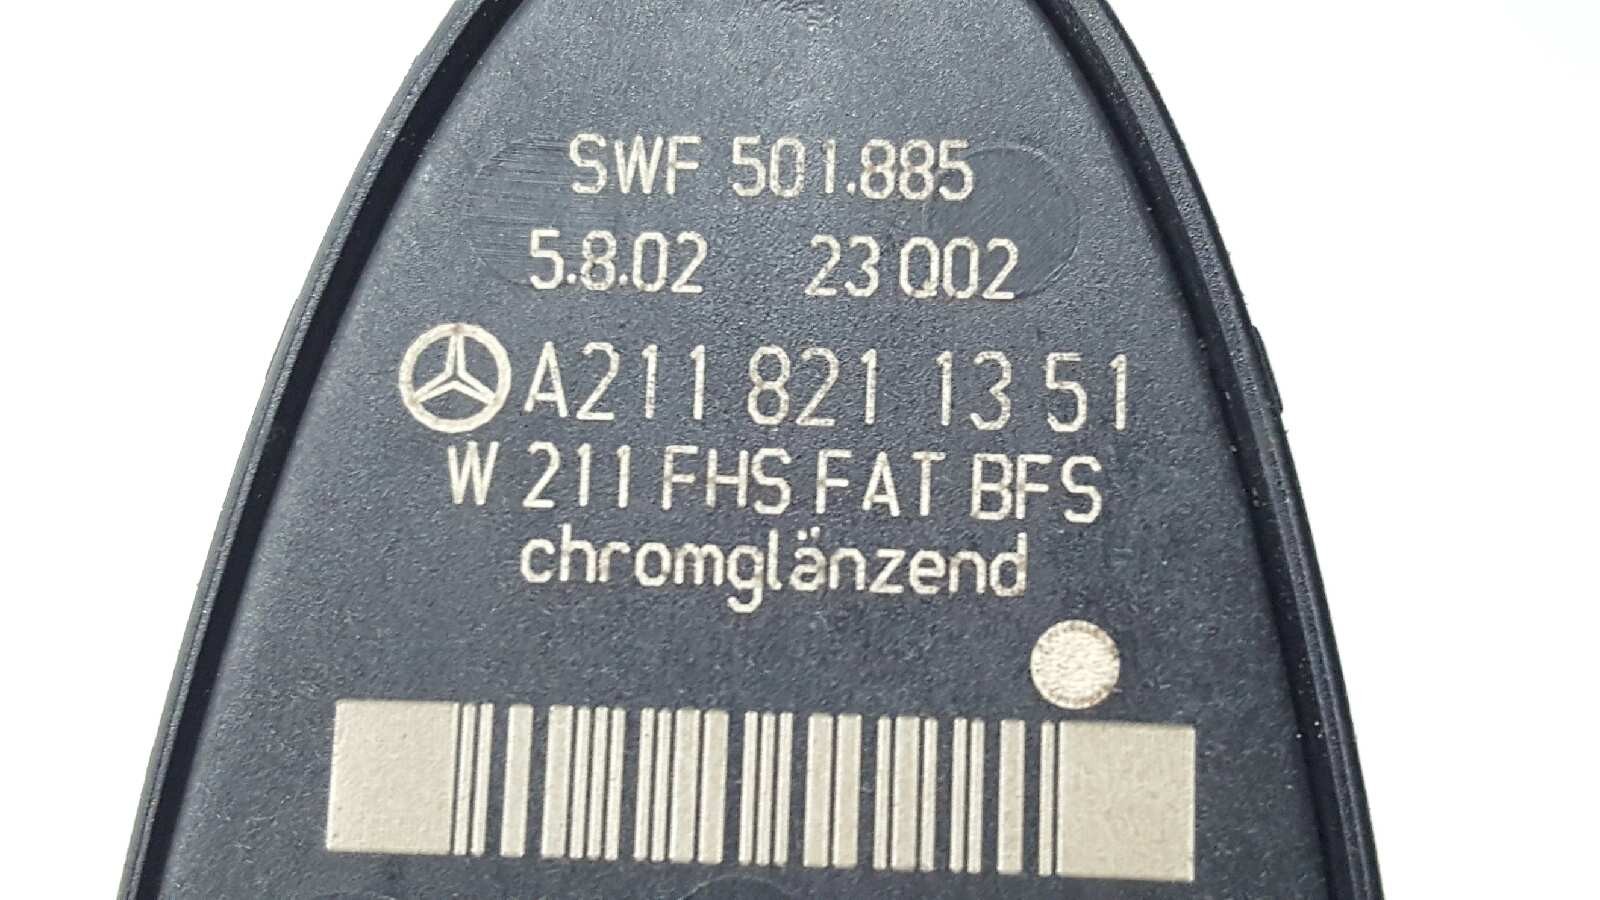 SWF 501.885
5.8.02 23 Q02
A211 821 13 51
W 211 FHS FAT BFS
chromglänzend